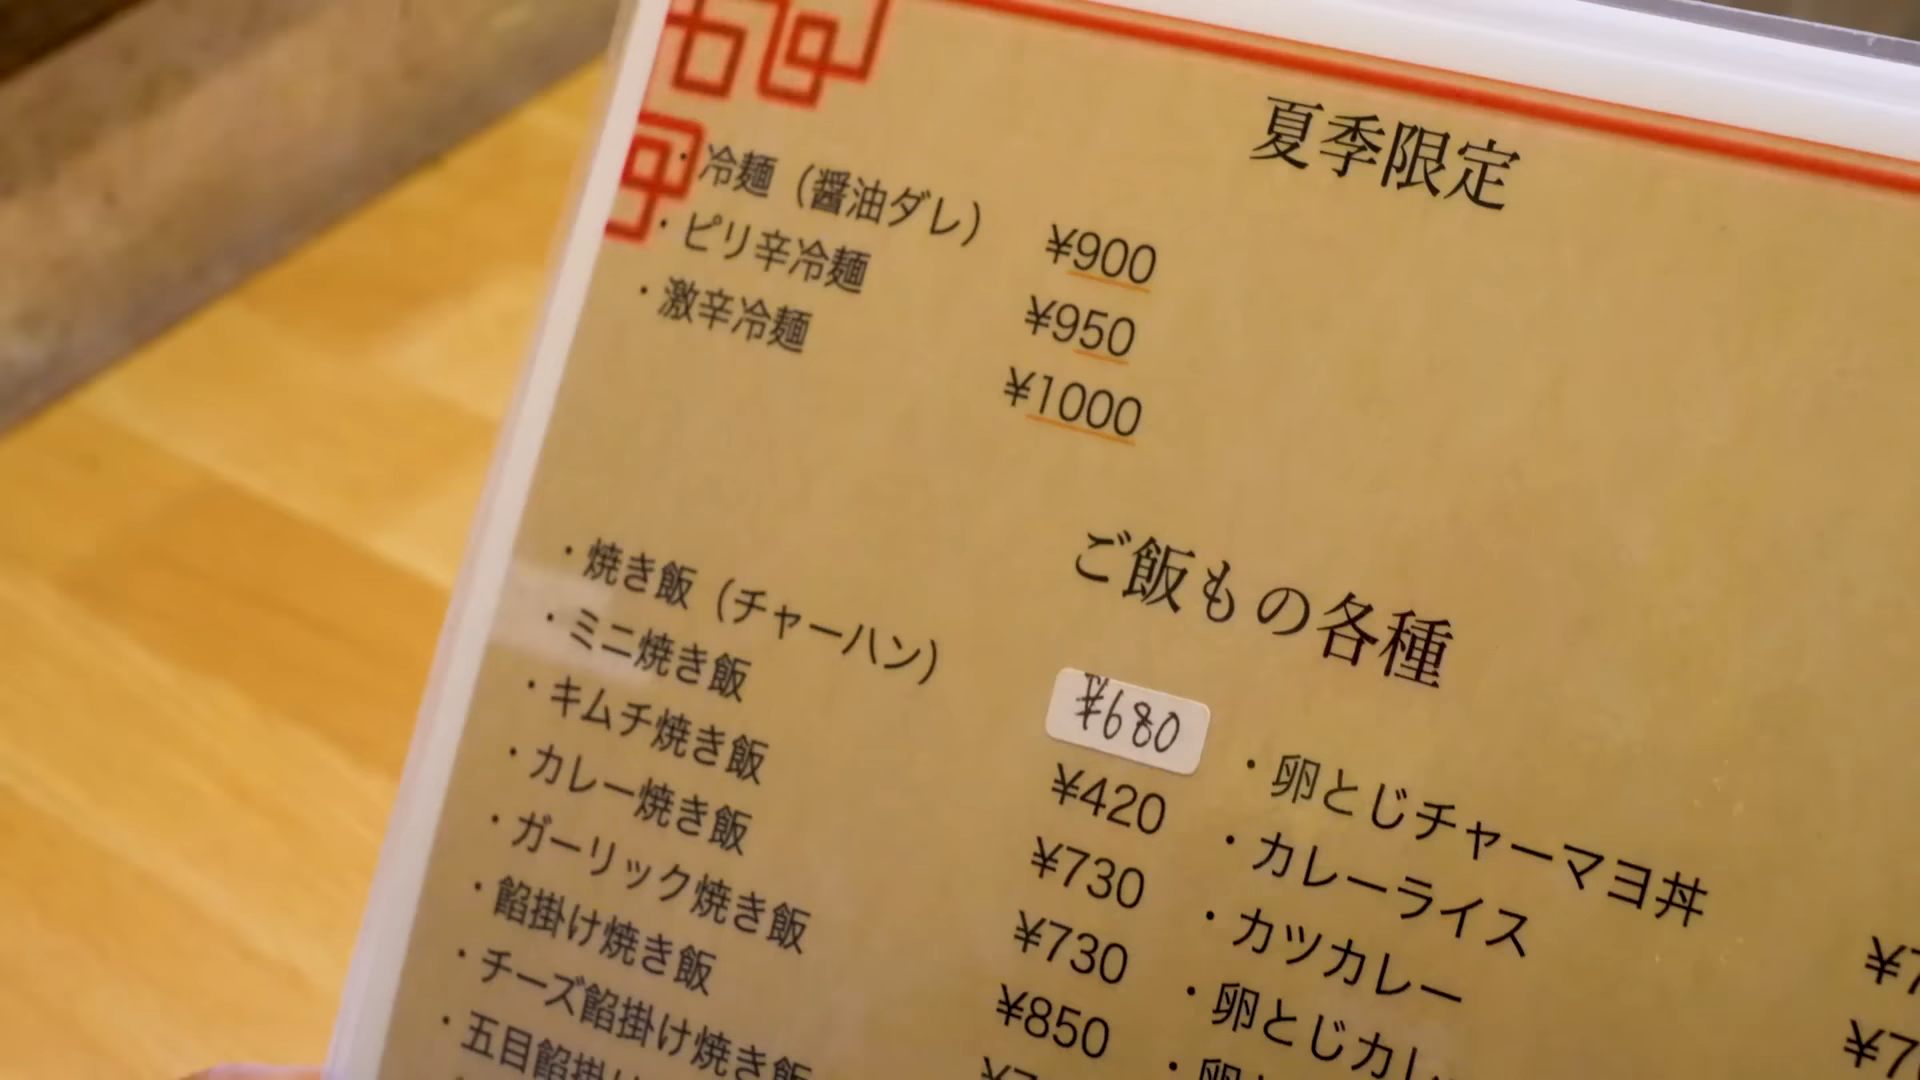 夏季限定
・冷麺（醤油ダレ） ¥900
・ピリ辛冷麺 ¥950
・激辛冷麺 ¥1000
ご飯もの各種
・焼き飯（チャーハン） ¥680
・ミニ焼き飯 ¥420
・キムチ焼き飯 ¥730
・カレー焼き飯 ¥730
・ガーリック焼き飯 ¥850
・餡掛け焼き飯
・チーズ餡掛け焼き飯
・五目餡掛け
・卵とじチャーマヨ丼
・カレーライス
・カツカレー
・卵とじカレ